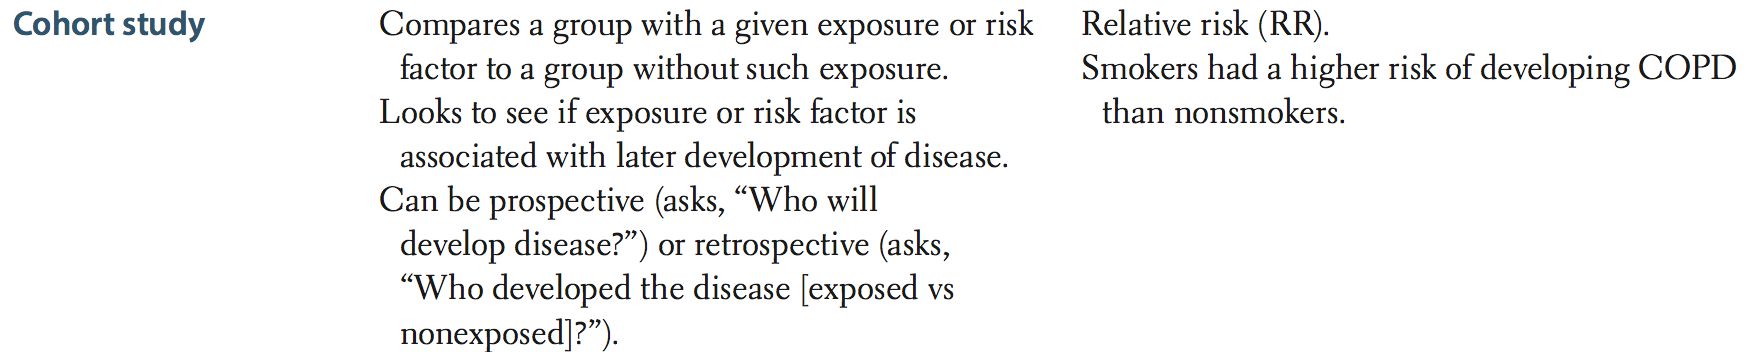 Cohort study
Compares a group with a given exposure or risk
factor to a group without such exposure.
Looks to see if exposure or risk factor is
associated with later development of disease.
Can be prospective (asks, “Who will
develop disease?”) or retrospective (asks,
“Who developed the disease [exposed vs
nonexposed]?”).
Relative risk (RR).
Smokers had a higher risk of developing COPD
than nonsmokers.